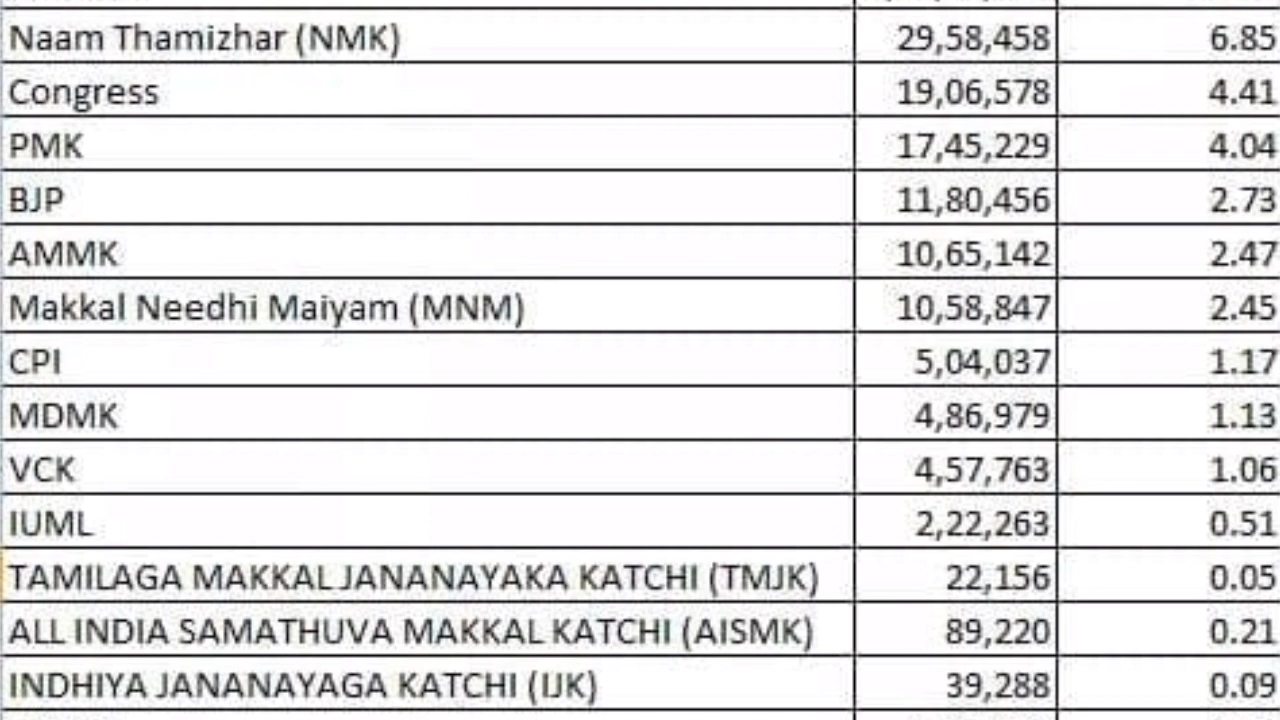 Naam Thamizhar (NMK) 29,58,458 6.85
Congress 19,06,578 4.41
PMK 17,45,229 4.04
BJP 11,80,456 2.73
AMMK 10,65,142 2.47
Makkal Needhi Maiyam (MNM) 10,58,847 2.45
CPI 5,04,037 1.17
MDMK 4,86,979 1.13
VCK 4,57,763 1.06
IUML 2,22,263 0.51
TAMILAGA MAKKAL JANANAYAKA KATCHI (TMJK) 22,156 0.05
ALL INDIA SAMATHUVA MAKKAL KATCHI (AISMK) 89,220 0.21
INDHIYA JANANAYAGA KATCHI (IJK) 39,288 0.09